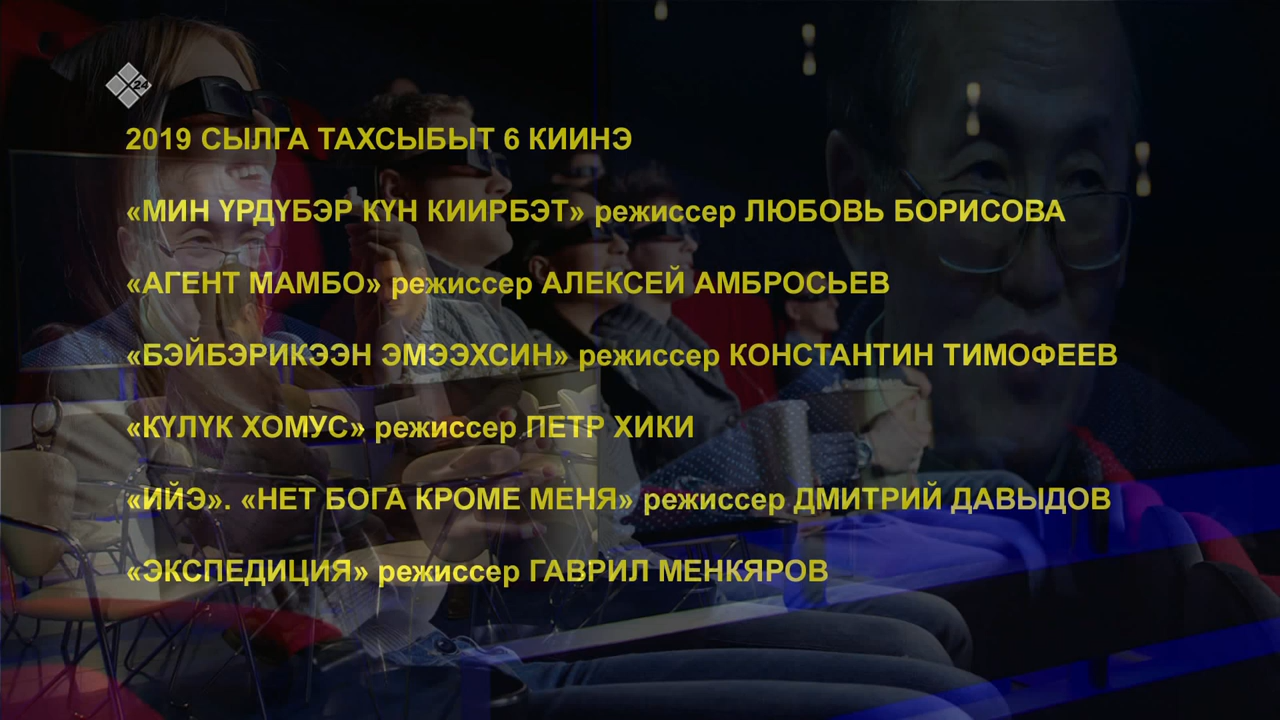 24
2019 СЫЛГА ТАХСЫБЫТ 6 КИИНЭ
«МИН ҮРДҮБЭР КҮН КИИРБЭТ» режиссер ЛЮБОВЬ БОРИСОВА
«АГЕНТ МАМБО» режиссер АЛЕКСЕЙ АМБРОСЬЕВ
«БЭЙБЭРИКЭЭН ЭМЭЭХСИН» режиссер КОНСТАНТИН ТИМОФЕЕВ
«КҮЛҮК ХОМУС» режиссер ПЕТР ХИКИ
«ИЙЭ». «НЕТ БОГА КРОМЕ МЕНЯ» режиссер ДМИТРИЙ ДАВЫДОВ
«ЭКСПЕДИЦИЯ» режиссер ГАВРИЛ МЕНКЯРОВ